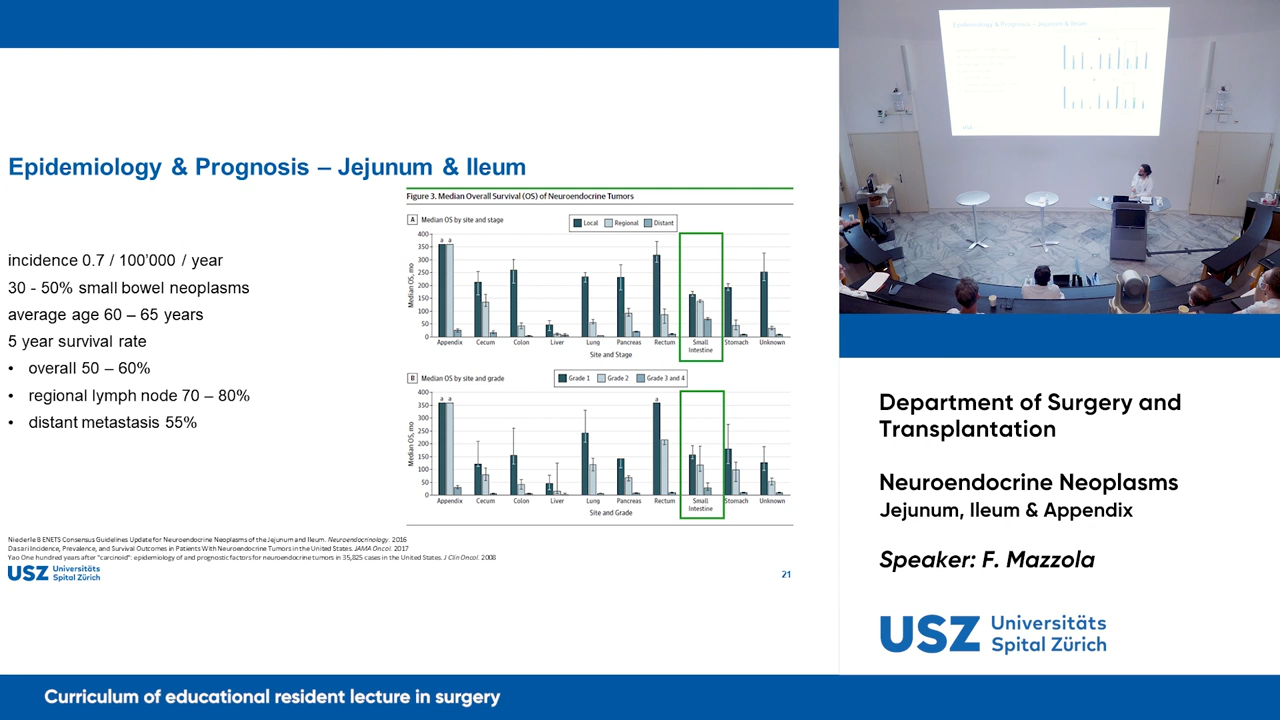 Epidemiology & Prognosis – Jejunum & Ileum
incidence 0.7 / 100'000 / year
30 - 50% small bowel neoplasms
average age 60 – 65 years
5 year survival rate
• overall 50 – 60%
• regional lymph node 70 – 80%
• distant metastasis 55%
Figure 3. Median Overall Survival (OS) of Neuroendocrine Tumors
A Median OS by site and stage
Local Regional Distant
Median OS, mo
400
350
300
250
200
150
100
50
0
a a
Appendix Cecum Colon Liver Lung Pancreas Rectum Small Intestine Stomach Unknown
Site and Stage
B Median OS by site and grade
Grade 1 Grade 2 Grade 3 and 4
Median OS, mo
400
350
300
250
200
150
100
50
0
a a a
Appendix Cecum Colon Liver Lung Pancreas Rectum Small Intestine Stomach Unknown
Site and Grade
Niederle B ENETS Consensus Guidelines Update for Neuroendocrine Neoplasms of the Jejunum and Ileum. Neuroendocrinology. 2016
Dasari Incidence, Prevalence, and Survival Outcomes in Patients With Neuroendocrine Tumors in the United States. JAMA Oncol. 2017
Yao One hundred years after "carcinoid": epidemiology of and prognostic factors for neuroendocrine tumors in 35,825 cases in the United States. J Clin Oncol. 2008
USZ Universitäts
Spital Zürich
21
Epidemiology & Prognosis – Jejunum & Ileum
Department of Surgery and
Transplantation
Neuroendocrine Neoplasms
Jejunum, Ileum & Appendix
Speaker: F. Mazzola
USZ Universitäts
Spital Zürich
Curriculum of educational resident lecture in surgery